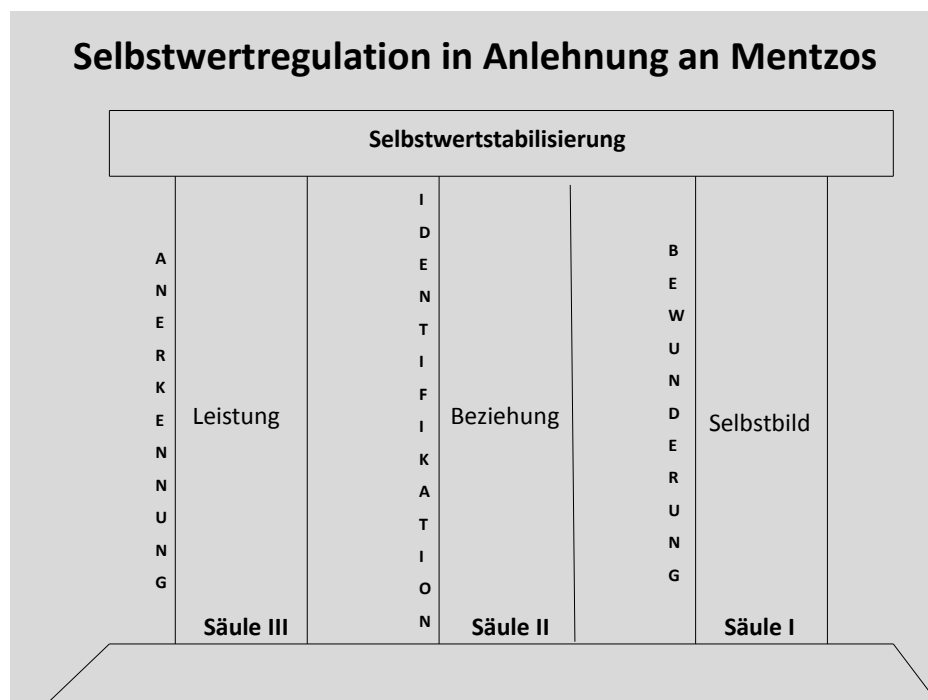 Selbstwertregulation in Anlehnung an Mentzos
Selbstwertstabilisierung
ANERKENNUNG
Leistung
Säule III
IDENTIFIKATION
Beziehung
Säule II
BEWUNDERUNG
Selbstbild
Säule I